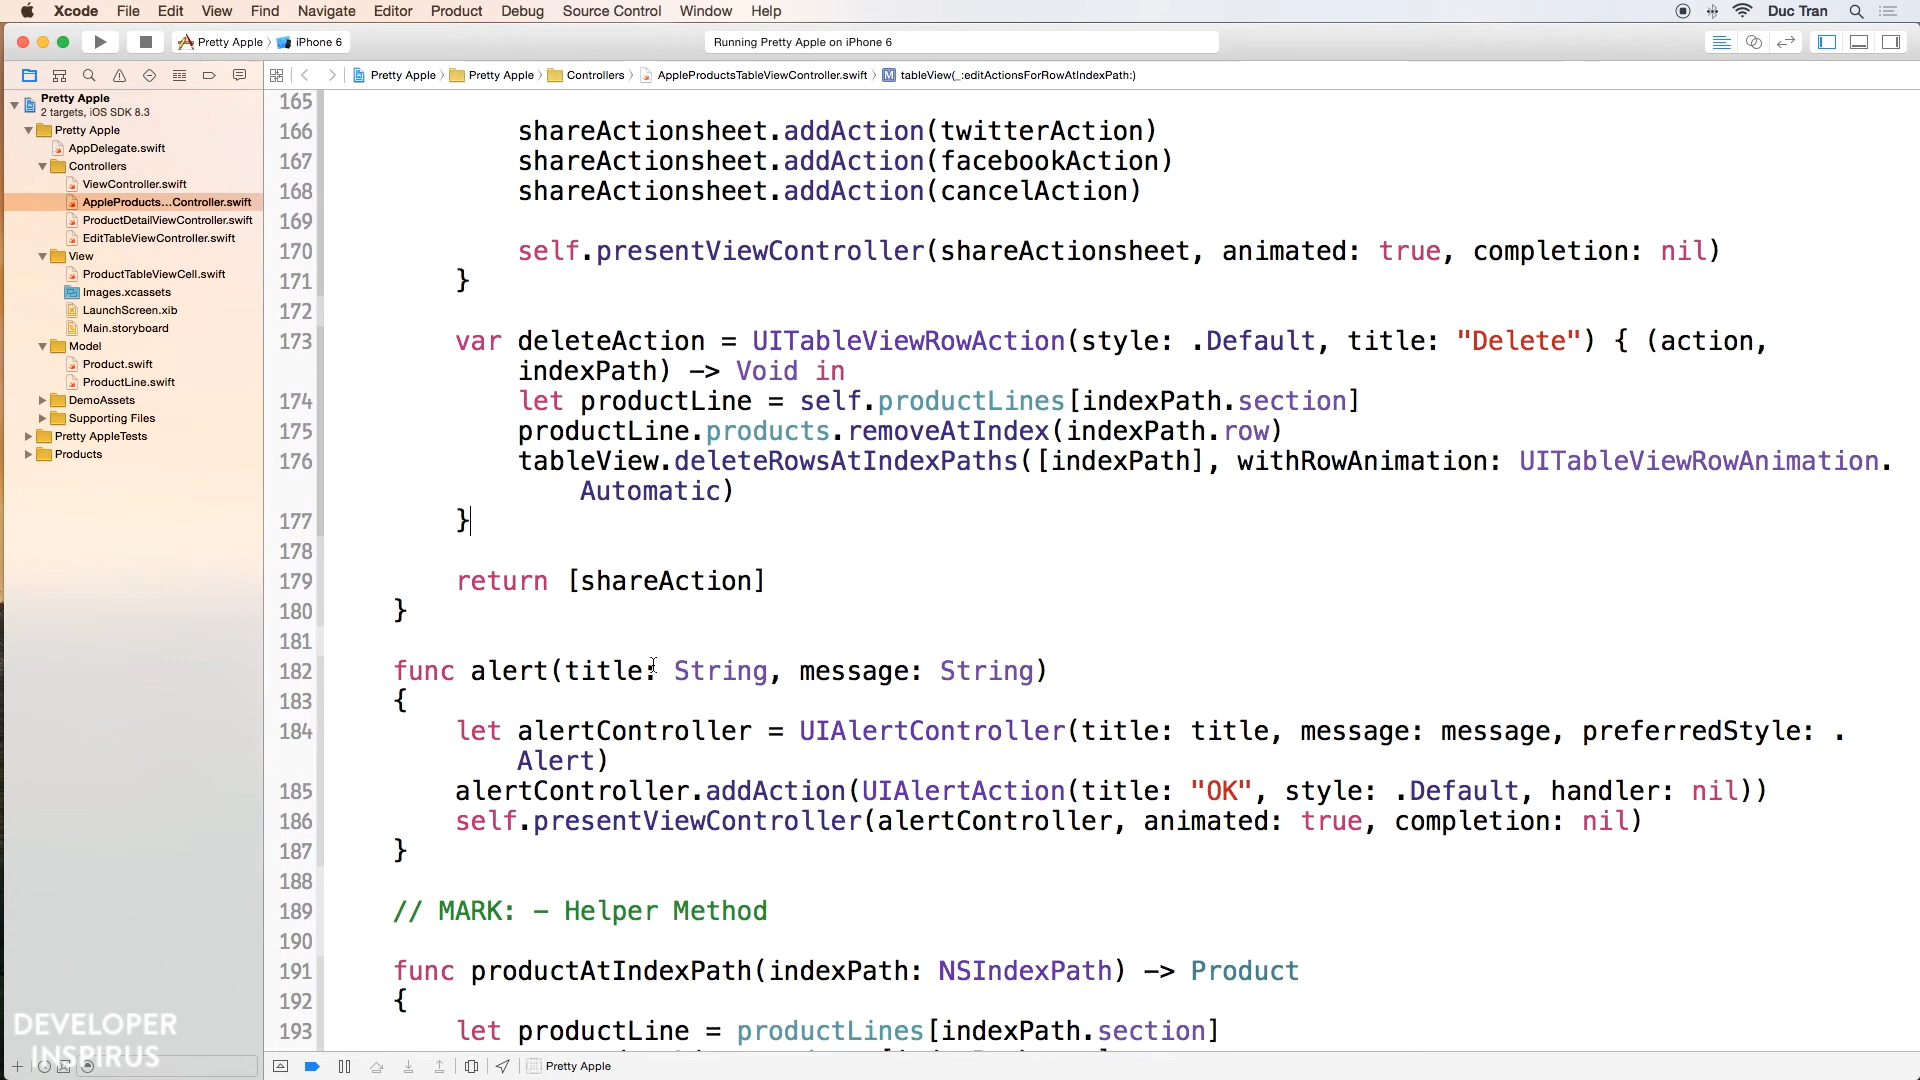 Xcode File Edit View Find Navigate Editor Product Debug Source Control Window Help Duc Tran
Pretty Apple iPhone 6 Running Pretty Apple on iPhone 6
Pretty Apple Pretty Apple Controllers AppleProductsTableViewController.swift M tableView(_:editActionsForRowAtIndexPath:)
Pretty Apple
2 targets, iOS SDK 8.3
Pretty Apple
AppDelegate.swift
Controllers
ViewController.swift
AppleProducts...Controller.swift
ProductDetailViewController.swift
EditTableViewController.swift
View
ProductTableViewCell.swift
Images.xcassets
LaunchScreen.xib
Main.storyboard
Model
Product.swift
ProductLine.swift
DemoAssets
Supporting Files
Pretty AppleTests
Products
165
166 shareActionsheet.addAction(twitterAction)
167 shareActionsheet.addAction(facebookAction)
168 shareActionsheet.addAction(cancelAction)
169
170 self.presentViewController(shareActionsheet, animated: true, completion: nil)
171 }
172
173 var deleteAction = UITableViewRowAction(style: .Default, title: "Delete") { (action,
indexPath) -> Void in
174 let productLine = self.productLines[indexPath.section]
175 productLine.products.removeAtIndex(indexPath.row)
176 tableView.deleteRowsAtIndexPaths([indexPath], withRowAnimation: UITableViewRowAnimation.
Automatic)
177 }
178
179 return [shareAction]
180 }
181
182 func alert(title: String, message: String)
183 {
184 let alertController = UIAlertController(title: title, message: message, preferredStyle: .
Alert)
185 alertController.addAction(UIAlertAction(title: "OK", style: .Default, handler: nil))
186 self.presentViewController(alertController, animated: true, completion: nil)
187 }
188
189 // MARK: - Helper Method
190
191 func productAtIndexPath(indexPath: NSIndexPath) -> Product
192 {
193 let productLine = productLines[indexPath.section]
DEVELOPER
INSPIRUS
Pretty Apple